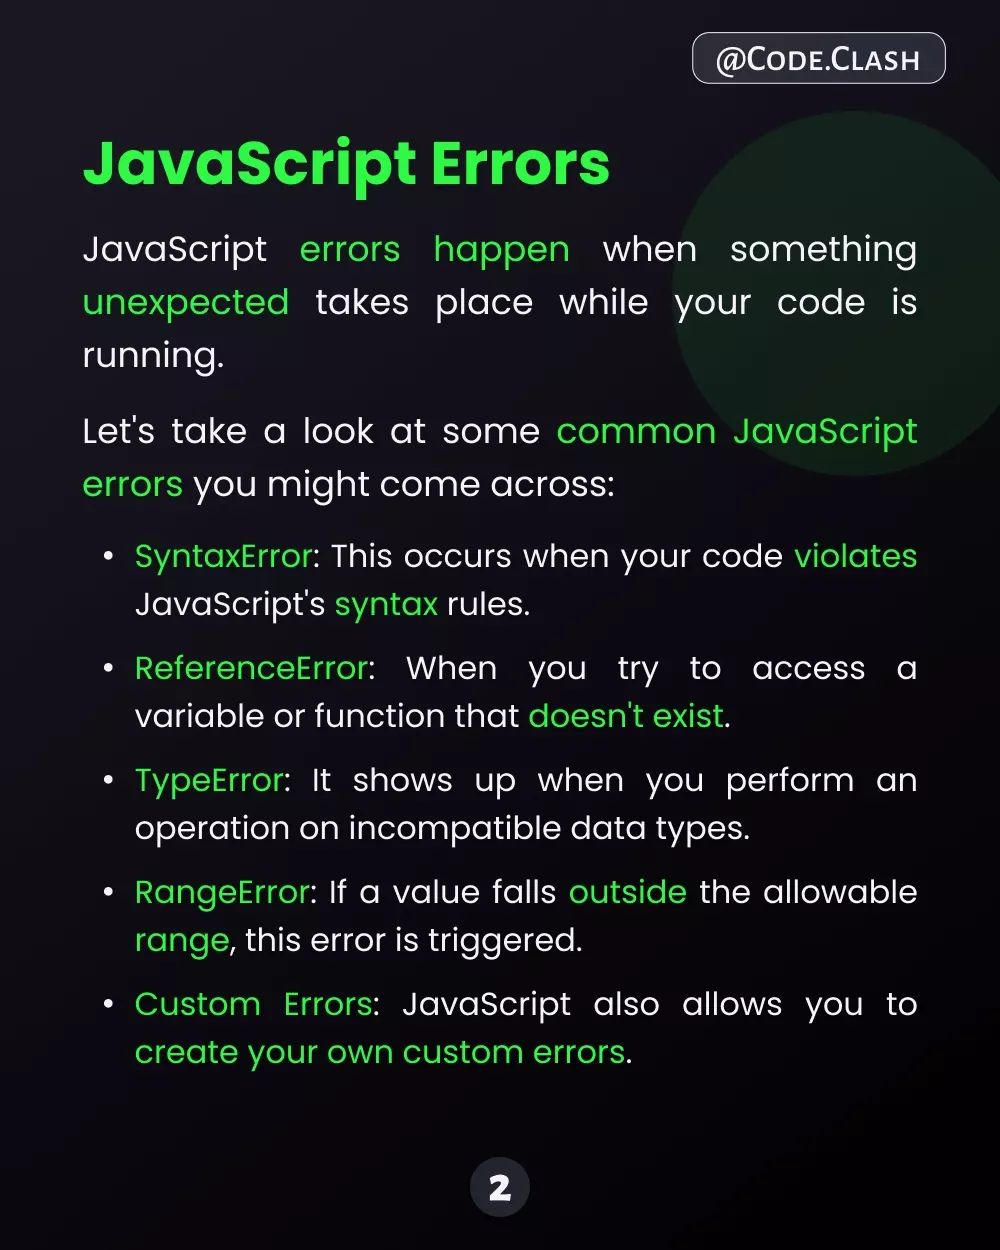 @Code.Clash
JavaScript Errors
JavaScript errors happen when something
unexpected takes place while your code is
running.
Let's take a look at some common JavaScript
errors you might come across:
• SyntaxError: This occurs when your code violates
JavaScript's syntax rules.
• ReferenceError: When you try to access a
variable or function that doesn't exist.
• TypeError: It shows up when you perform an
operation on incompatible data types.
• RangeError: If a value falls outside the allowable
range, this error is triggered.
• Custom Errors: JavaScript also allows you to
create your own custom errors.
2